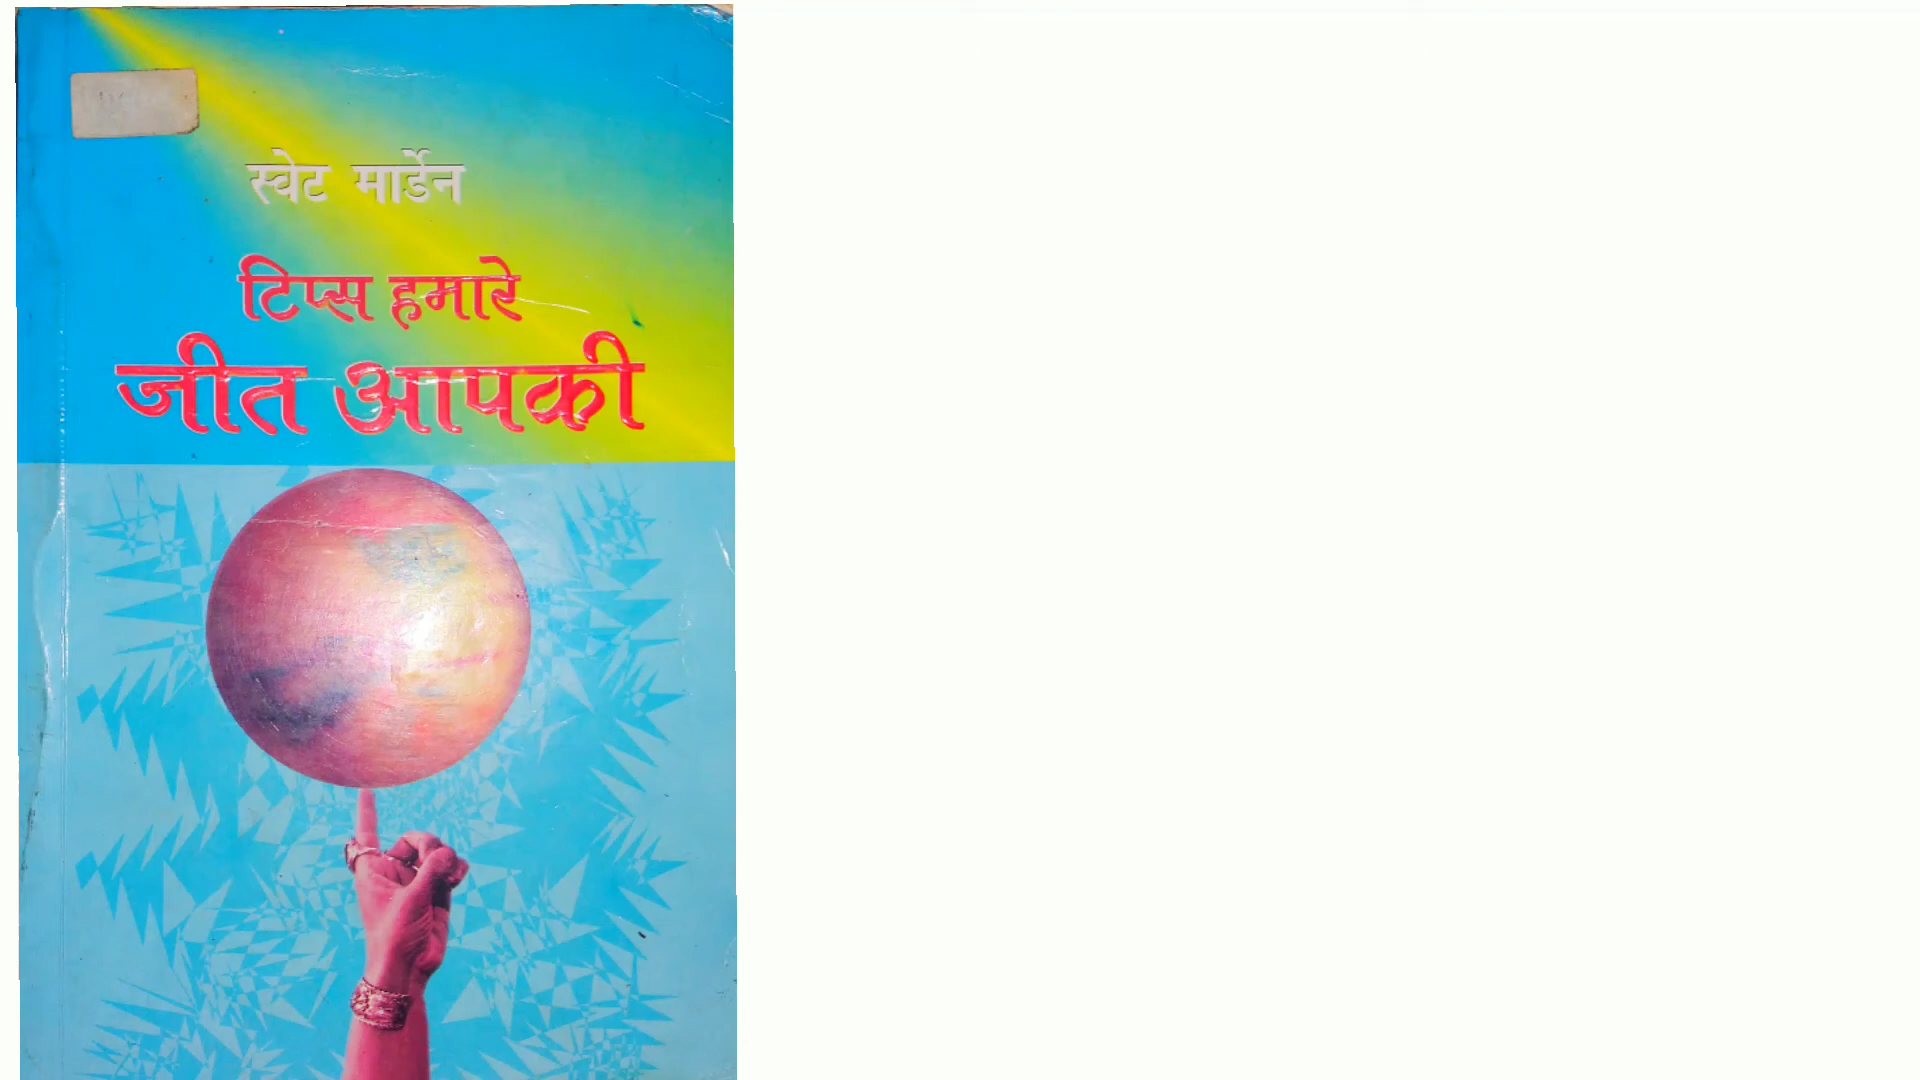 स्वेट मार्डेन
टिप्स हमारे
जीत आपकी